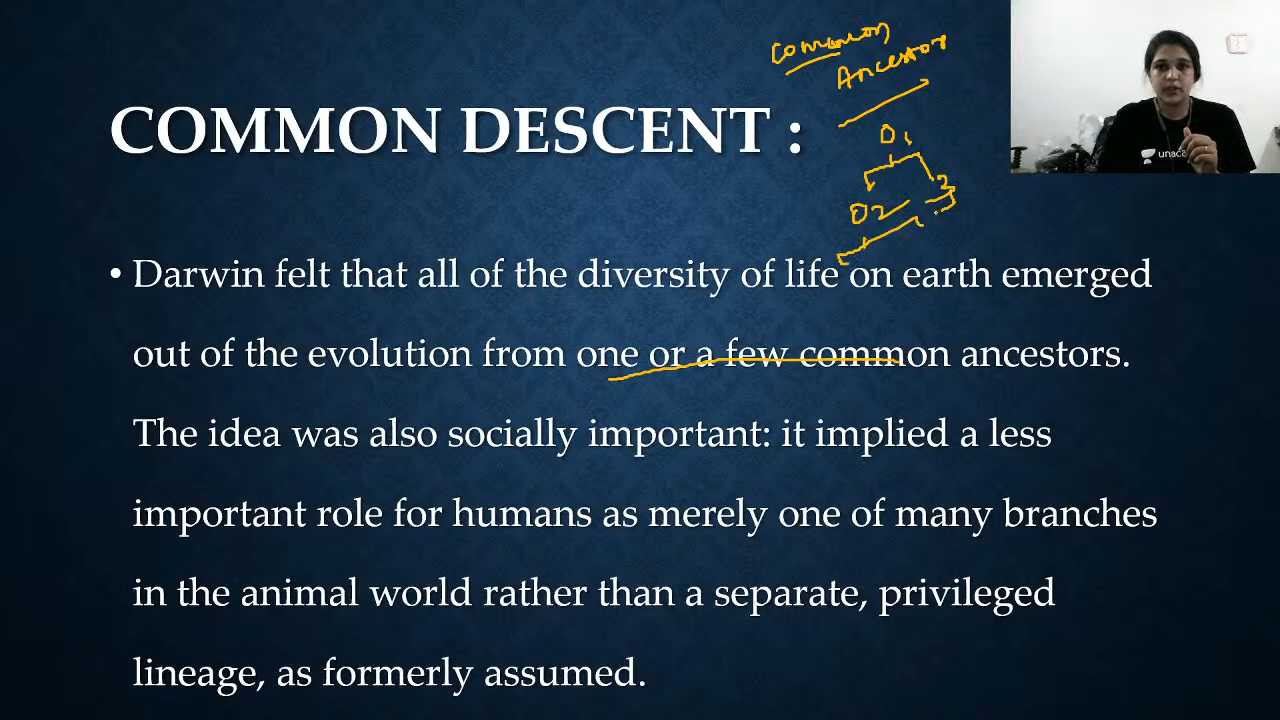 Common
Ancestor
COMMON DESCENT :
O1
O2
3
• Darwin felt that all of the diversity of life on earth emerged
out of the evolution from one or a few common ancestors.
The idea was also socially important: it implied a less
important role for humans as merely one of many branches
in the animal world rather than a separate, privileged
lineage, as formerly assumed.